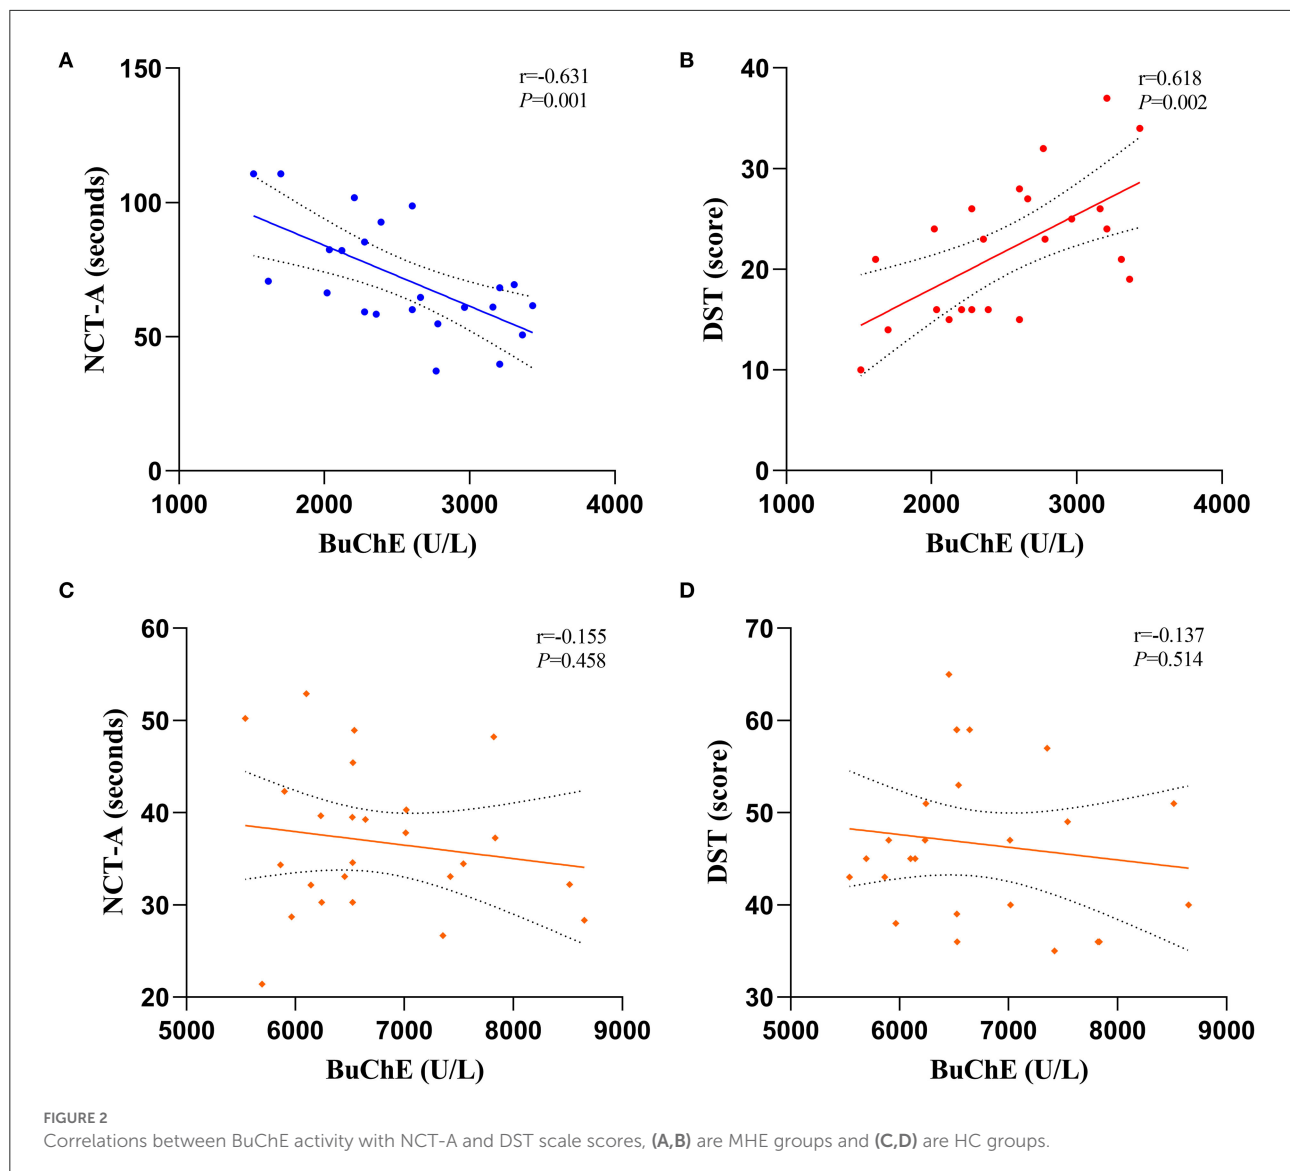 A
150
100
50
0
1000 2000 3000 4000
NCT-A (seconds)
BuChE (U/L)
r=-0.631
P=0.001
B
40
30
20
10
0
1000 2000 3000 4000
DST (score)
BuChE (U/L)
r=0.618
P=0.002
C
60
50
40
30
20
5000 6000 7000 8000 9000
NCT-A (seconds)
BuChE (U/L)
r=-0.155
P=0.458
D
70
60
50
40
30
5000 6000 7000 8000 9000
DST (score)
BuChE (U/L)
r=-0.137
P=0.514
FIGURE 2
Correlations between BuChE activity with NCT-A and DST scale scores, (A,B) are MHE groups and (C,D) are HC groups.